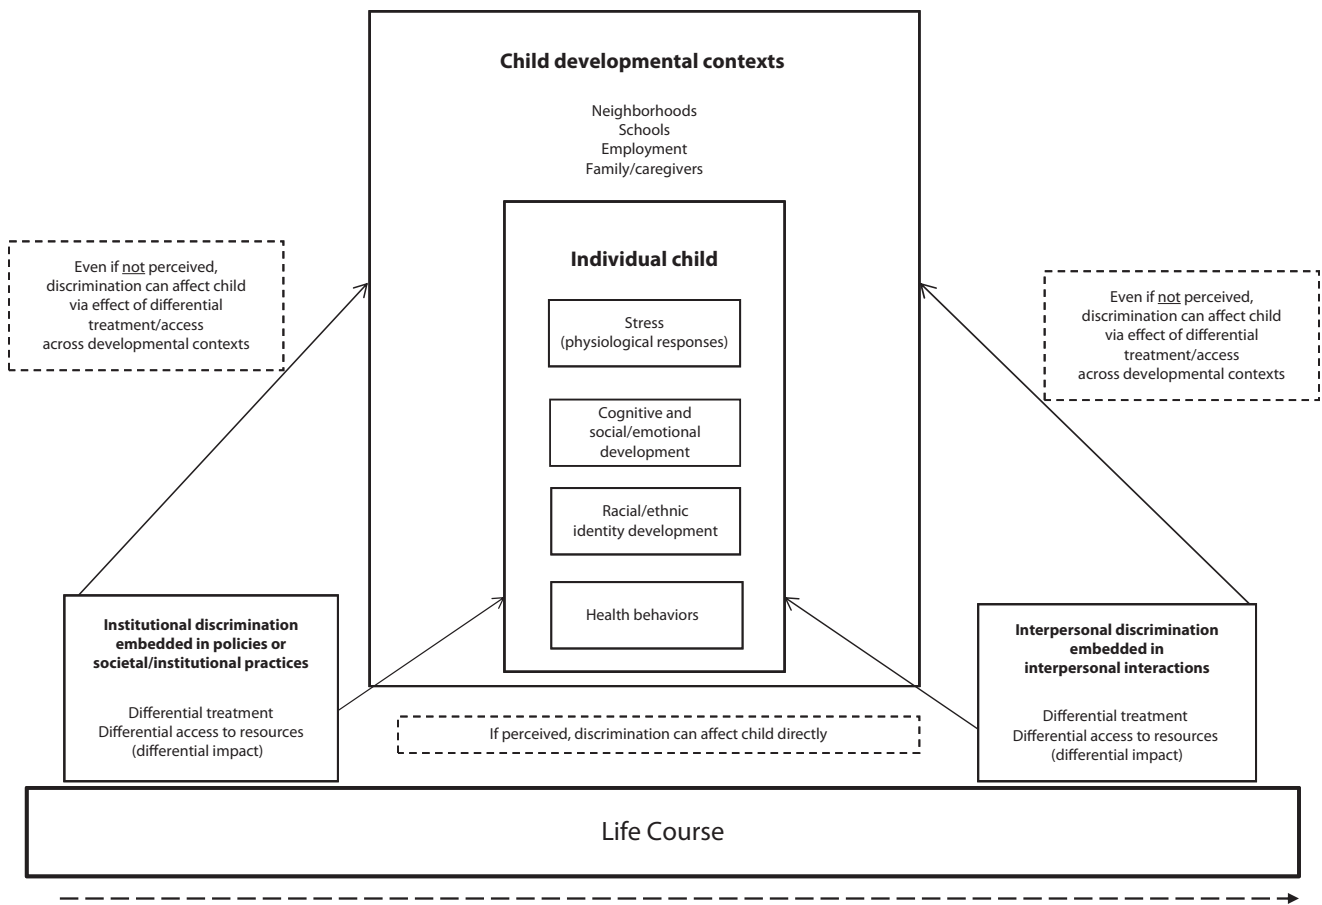 Child developmental contexts
Neighborhoods
Schools
Employment
Family/caregivers
Individual child
Stress
(physiological responses)
Cognitive and
social/emotional
development
Racial/ethnic
identity development
Health behaviors
Even if not perceived,
discrimination can affect child
via effect of differential
treatment/access
across developmental contexts
Even if not perceived,
discrimination can affect child
via effect of differential
treatment/access
across developmental contexts
Institutional discrimination
embedded in policies or
societal/institutional practices
Differential treatment
Differential access to resources
(differential impact)
If perceived, discrimination can affect child directly
Interpersonal discrimination
embedded in
interpersonal interactions
Differential treatment
Differential access to resources
(differential impact)
Life Course